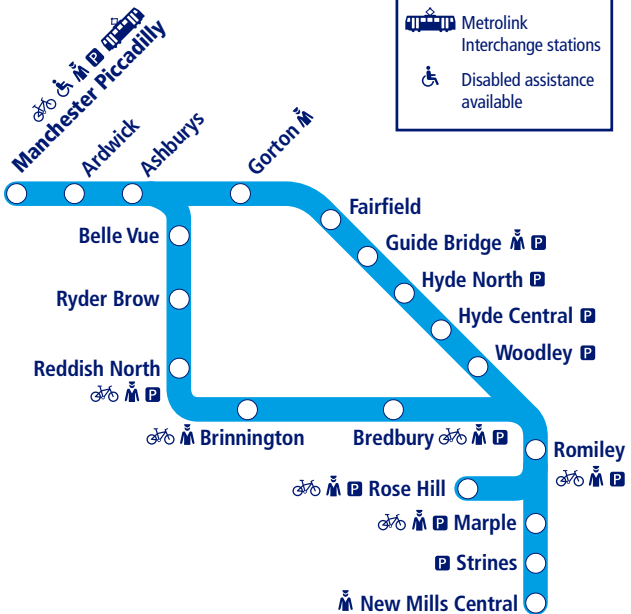 Metrolink
Interchange stations
Disabled assistance
available
P
Manchester Piccadilly
Ardwick
Ashburys
Gorton
Fairfield
Belle Vue
Guide Bridge P
Hyde North P
Ryder Brow
Hyde Central P
Woodley P
Reddish North
P
Brinnington
Bredbury P
Romiley
P
P Rose Hill
P Marple
P Strines
New Mills Central